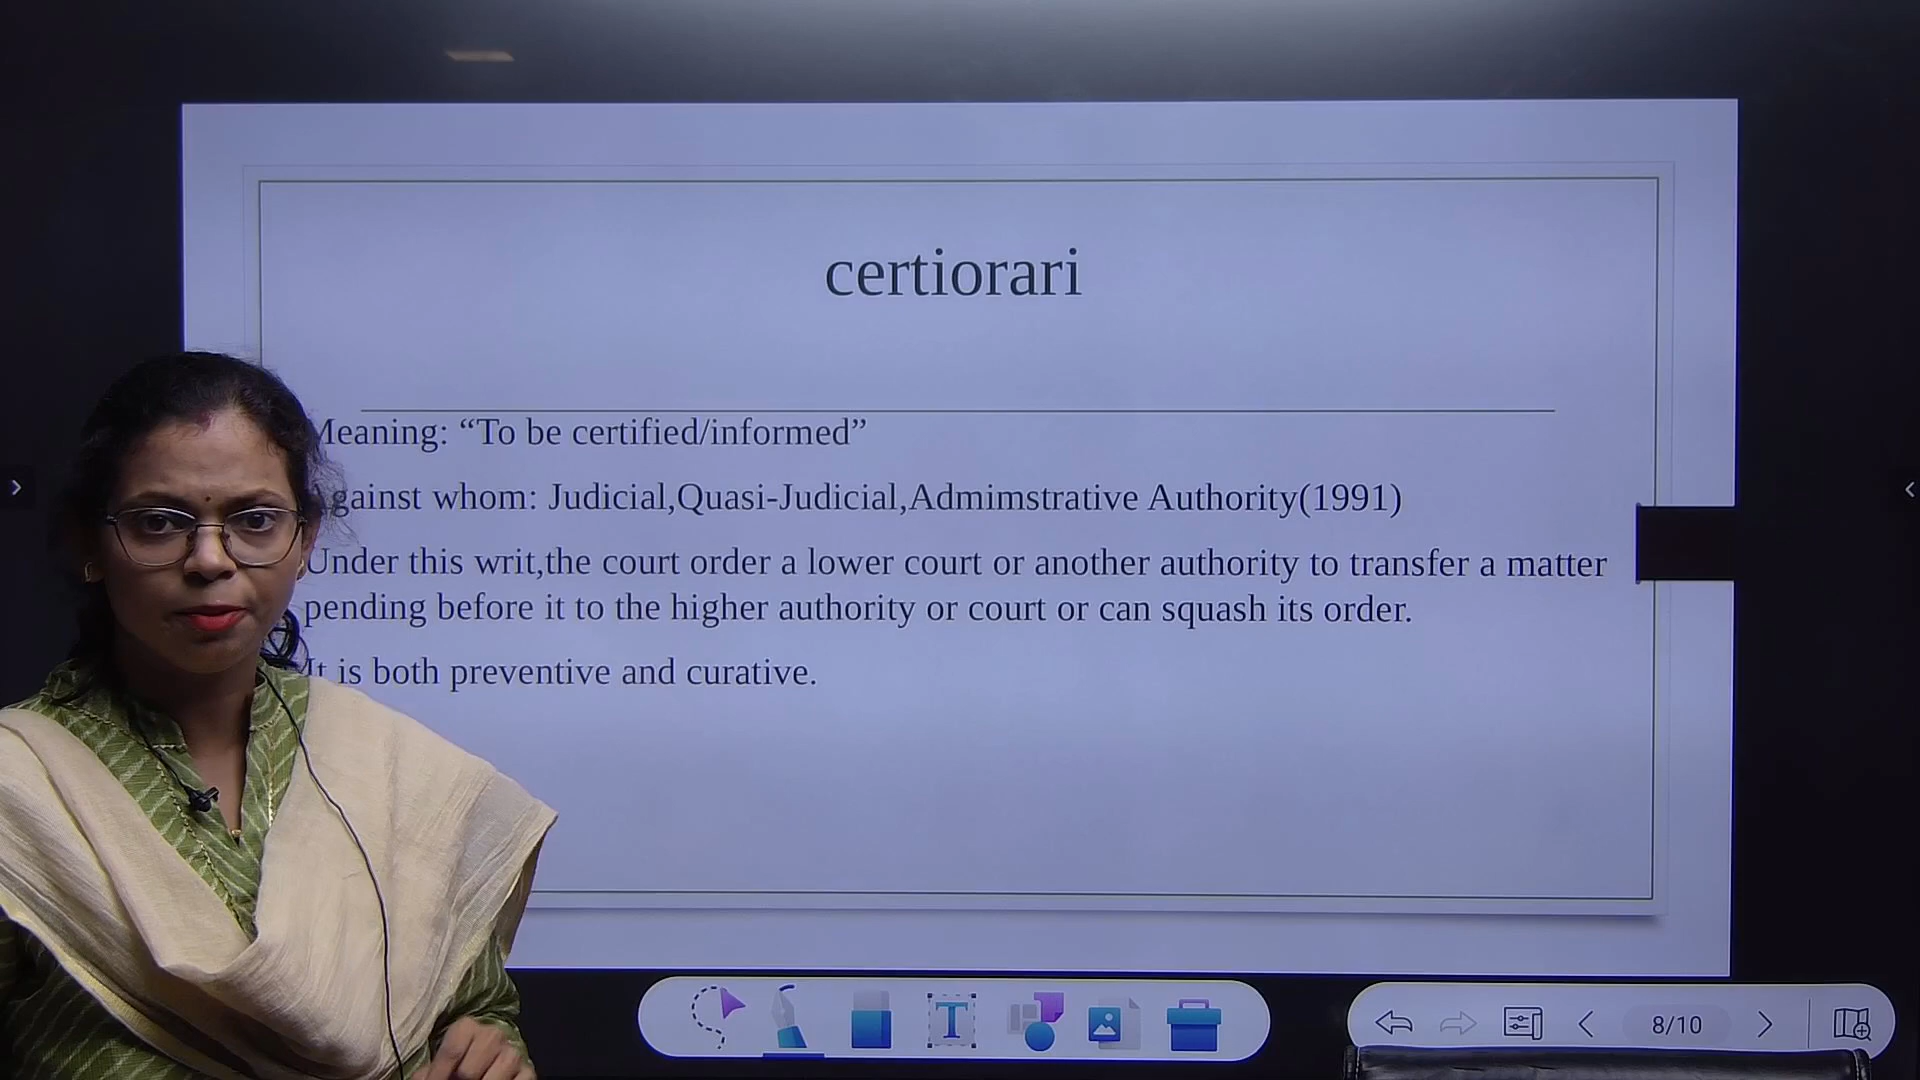 certiorari
Meaning: “To be certified/informed”
Against whom: Judicial,Quasi-Judicial,Admimstrative Authority(1991)
Under this writ,the court order a lower court or another authority to transfer a matter
pending before it to the higher authority or court or can squash its order.
It is both preventive and curative.
T
8/10